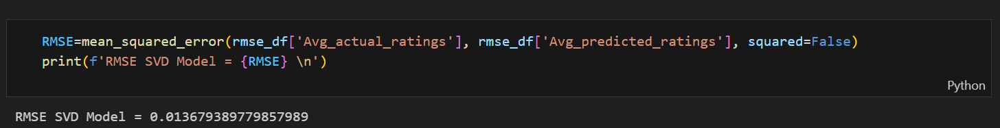 RMSE=mean_squared_error(rmse_df['Avg_actual_ratings'], rmse_df['Avg_predicted_ratings'], squared=False)
print(f'RMSE SVD Model = {RMSE} \n')
Python
RMSE SVD Model = 0.013679389779857989